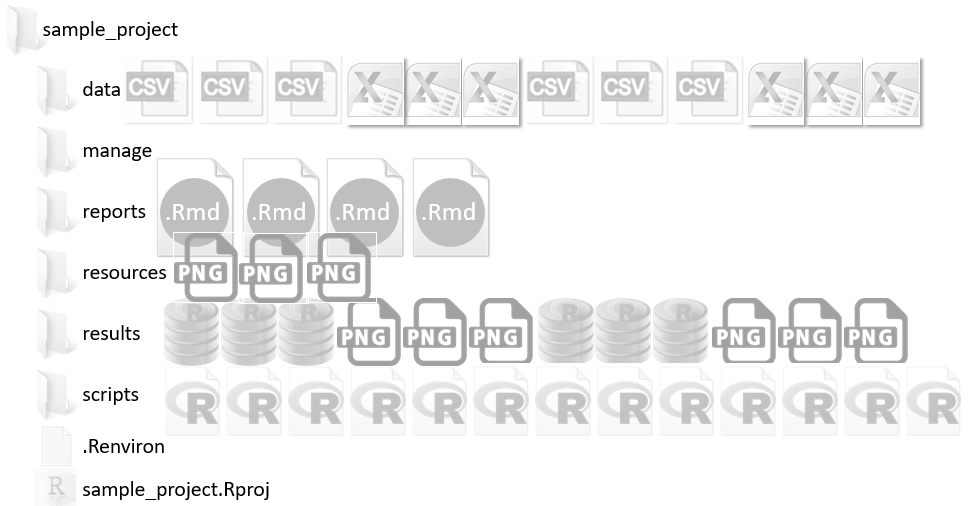 sample_project
data CSV CSV CSV X X X CSV CSV CSV X X X
manage
reports .Rmd .Rmd .Rmd .Rmd
resources PNG PNG PNG
results R R R PNG PNG PNG R R R PNG PNG PNG
scripts R R R R R R R R R R R R R
.Renviron
R sample_project.Rproj